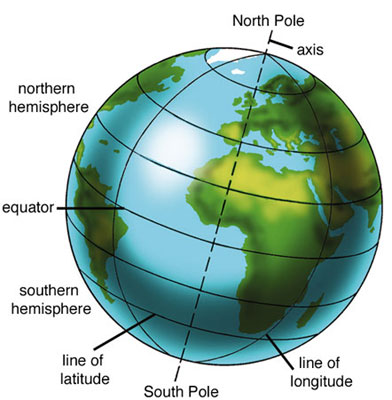 North Pole
axis
northern
hemisphere
equator
southern
hemisphere
line of
latitude
South Pole
line of
longitude